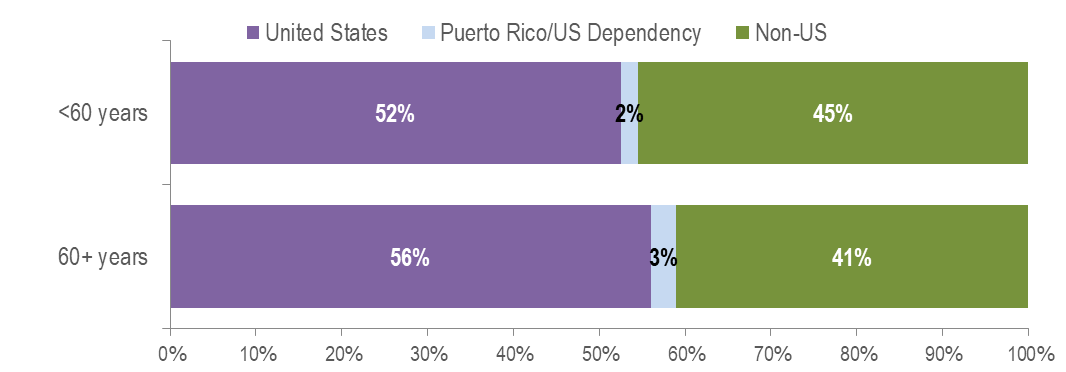 United States Puerto Rico/US Dependency Non-US
<60 years 52% 2% 45%
60+ years 56% 3% 41%
0% 10% 20% 30% 40% 50% 60% 70% 80% 90% 100%